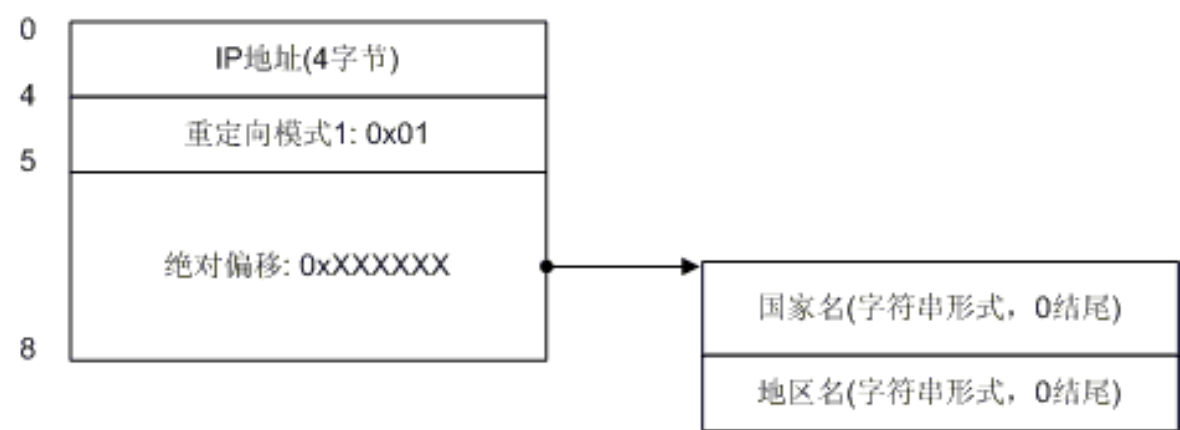 0
IP地址(4字节)
4
重定向模式1: 0x01
5
绝对偏移: 0xXXXXXX
国家名(字符串形式，0结尾)
8
地区名(字符串形式，0结尾)